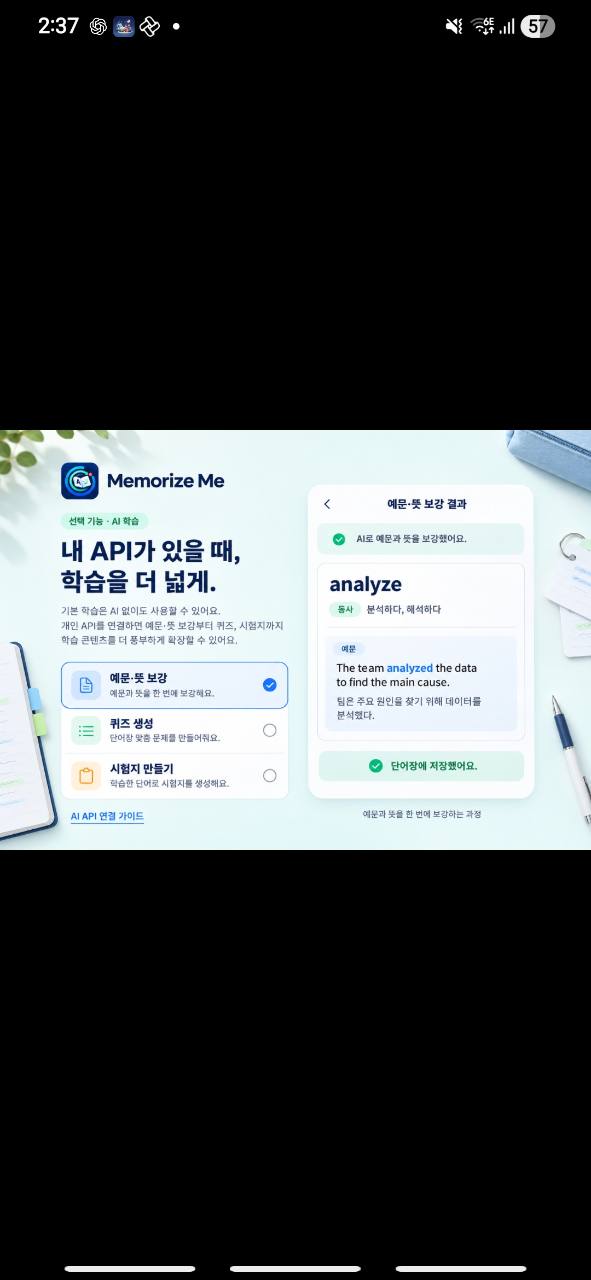 2:37
6E
57
Memorize Me
선택 기능 · AI 학습
내 API가 있을 때,
학습을 더 넓게.
기본 학습은 AI 없이도 사용할 수 있어요.
개인 API를 연결하면 예문·뜻 보강부터 퀴즈, 시험지까지
학습 콘텐츠를 더 풍부하게 확장할 수 있어요.
예문·뜻 보강
예문과 뜻을 한 번에 보강해요.
퀴즈 생성
단어장 맞춤 문제를 만들어줘요.
시험지 만들기
학습한 단어로 시험지를 생성해요.
AI API 연결 가이드
예문·뜻 보강 결과
AI로 예문과 뜻을 보강했어요.
analyze
동사 분석하다, 해석하다
예문
The team analyzed the data
to find the main cause.
팀은 주요 원인을 찾기 위해 데이터를
분석했다.
단어장에 저장했어요.
예문과 뜻을 한 번에 보강하는 과정